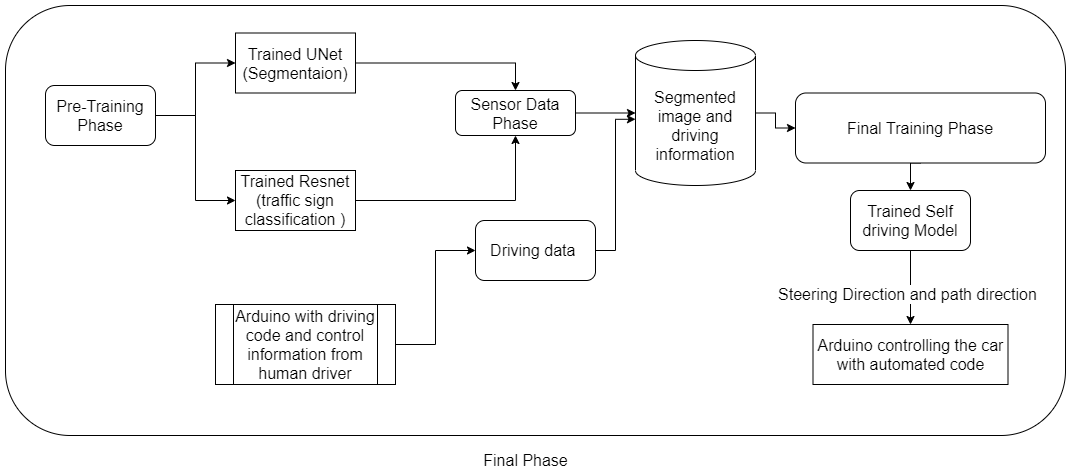 Trained UNet
(Segmentaion)
Pre-Training
Phase
Sensor Data
Phase
Segmented
image and
driving
information
Final Training Phase
Trained Resnet
(traffic sign
classification )
Trained Self
driving Model
Driving data
Steering Direction and path direction
Arduino with driving
code and control
information from
human driver
Arduino controlling the car
with automated code
Final Phase